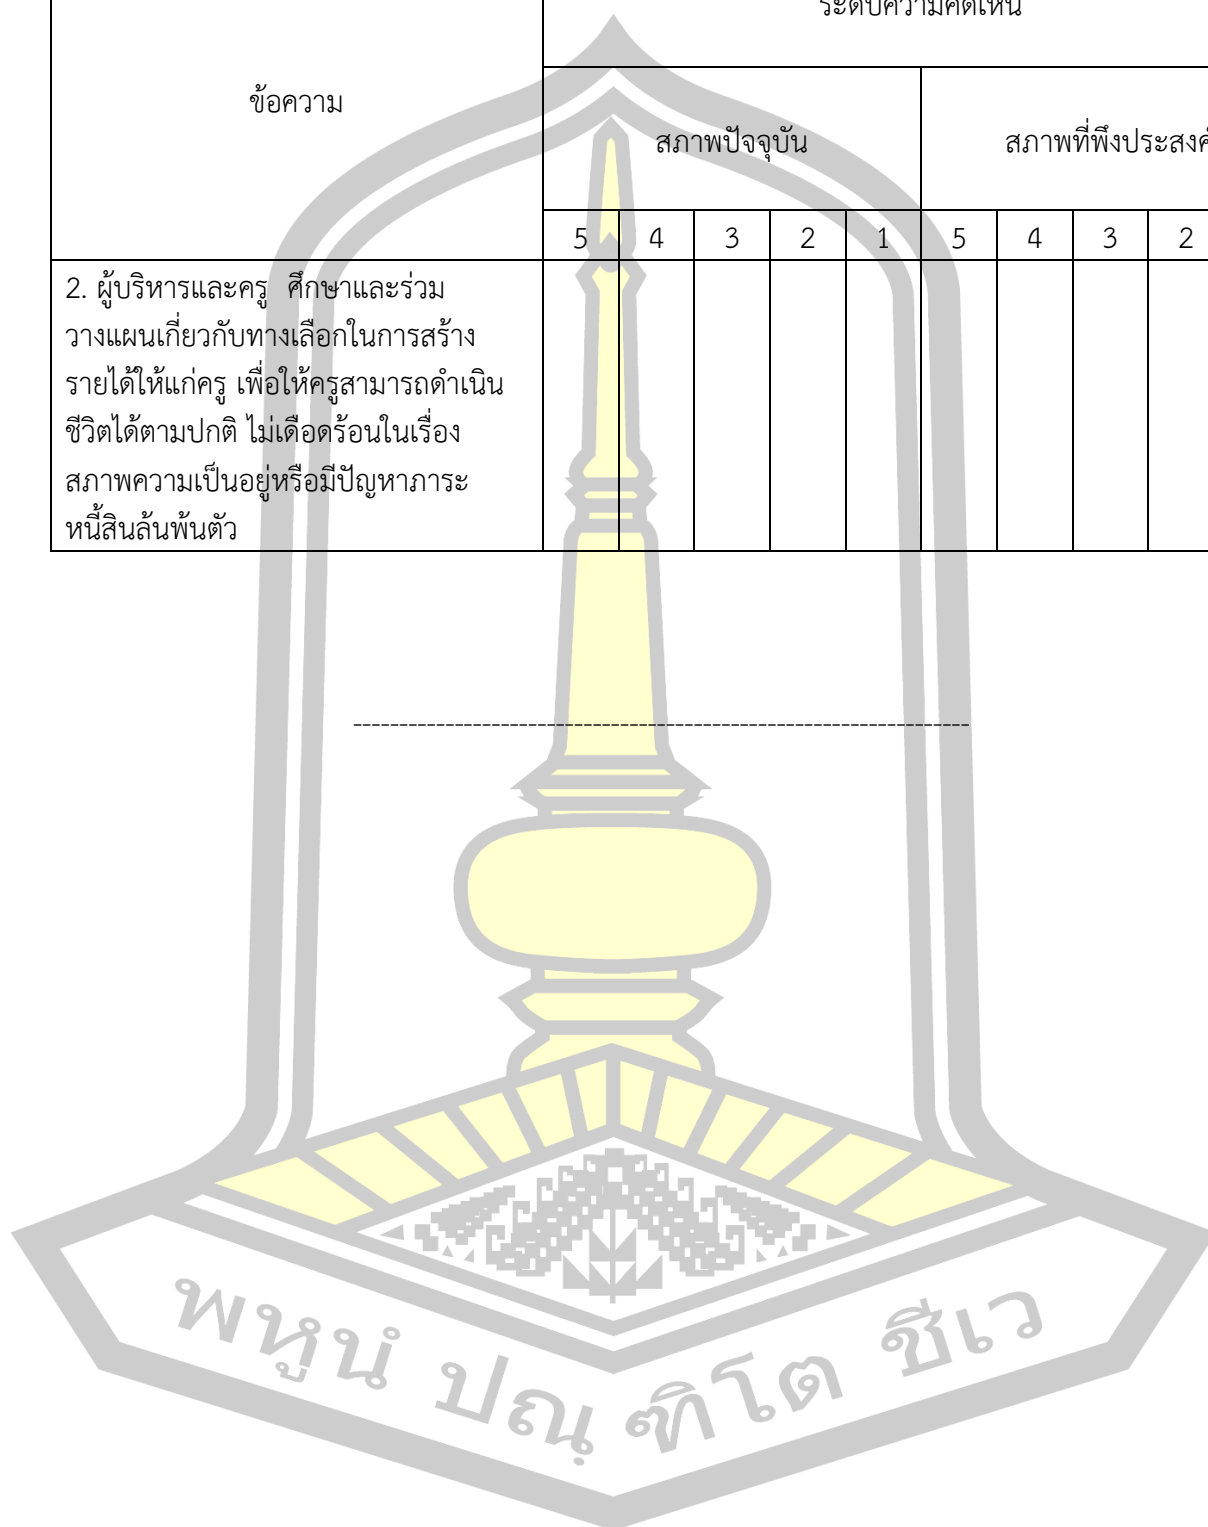 ระดับความคิดเห็น
ข้อความ
สภาพปัจจุบัน
สภาพที่พึงประสงค์
5 4 3 2 1 5 4 3 2
2. ผู้บริหารและครู ศึกษาและร่วม
วางแผนเกี่ยวกับทางเลือกในการสร้าง
รายได้ให้แก่ครู เพื่อให้ครูสามารถดำเนิน
ชีวิตได้ตามปกติ ไม่เดือดร้อนในเรื่อง
สภาพความเป็นอยู่หรือมีปัญหาภาระ
หนี้สินล้นพ้นตัว
พหูนํ ปณฺฑิโต ชีเว